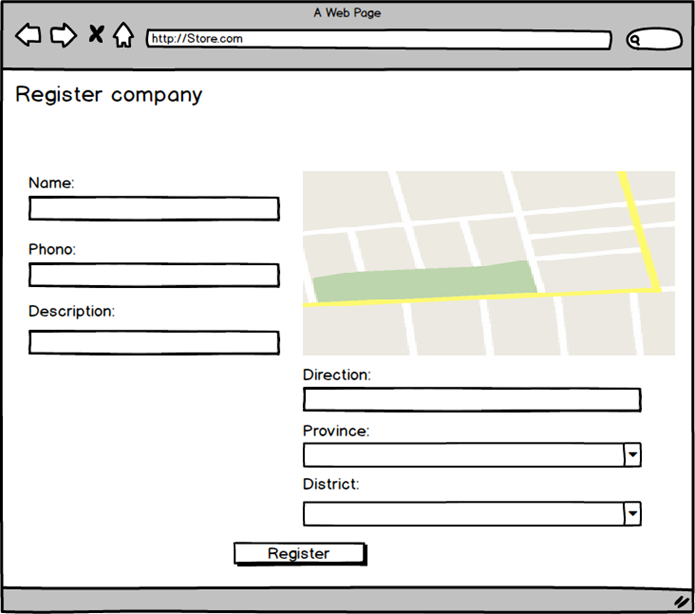 A Web Page
http://Store.com
Register company
Name:
Phono:
Description:
Direction:
Province:
District:
Register